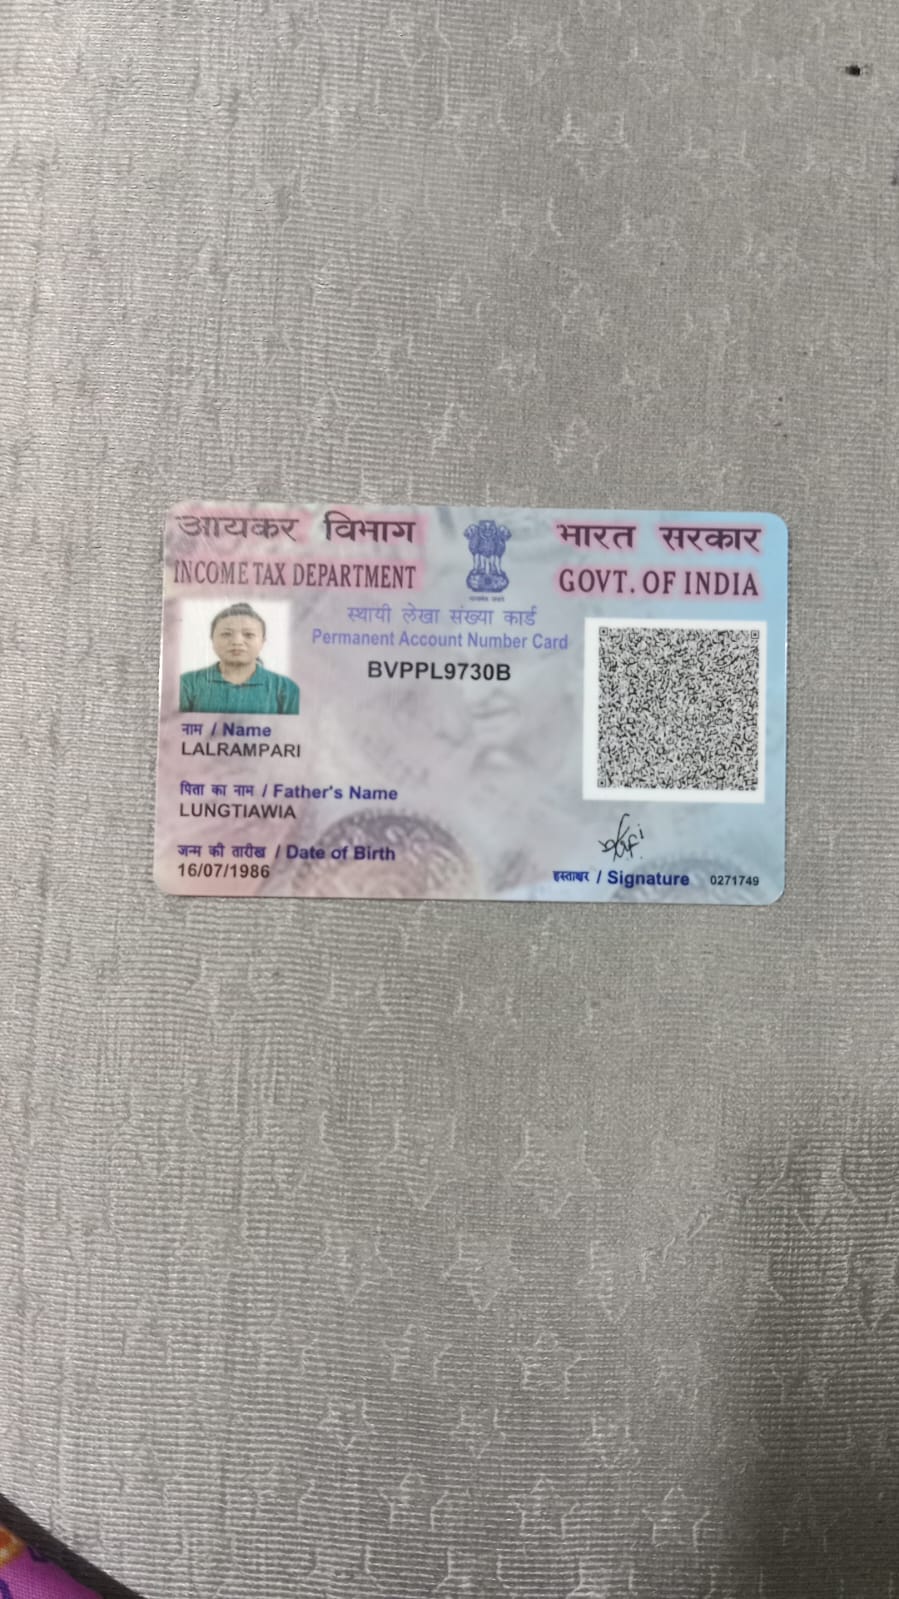 आयकर विभाग
INCOME TAX DEPARTMENT
भारत सरकार
GOVT. OF INDIA
स्थायी लेखा संख्या कार्ड
Permanent Account Number Card
BVPPL9730B
नाम / Name
LALRAMPARI
पिता का नाम / Father's Name
LUNGTIAWIA
जन्म की तारीख / Date of Birth
16/07/1986
हस्ताक्षर / Signature
0271749